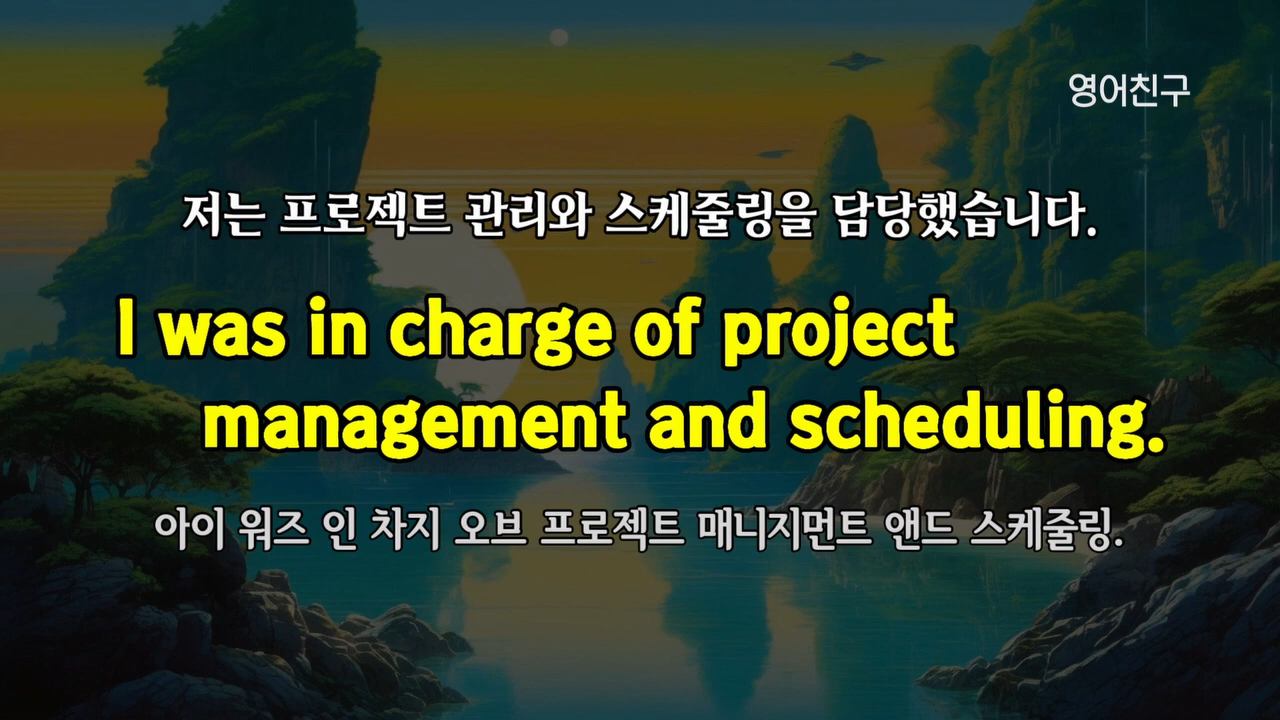 영어친구
저는 프로젝트 관리와 스케줄링을 담당했습니다.
I was in charge of project
management and scheduling.
아이 워즈 인 차지 오브 프로젝트 매니지먼트 앤드 스케줄링.